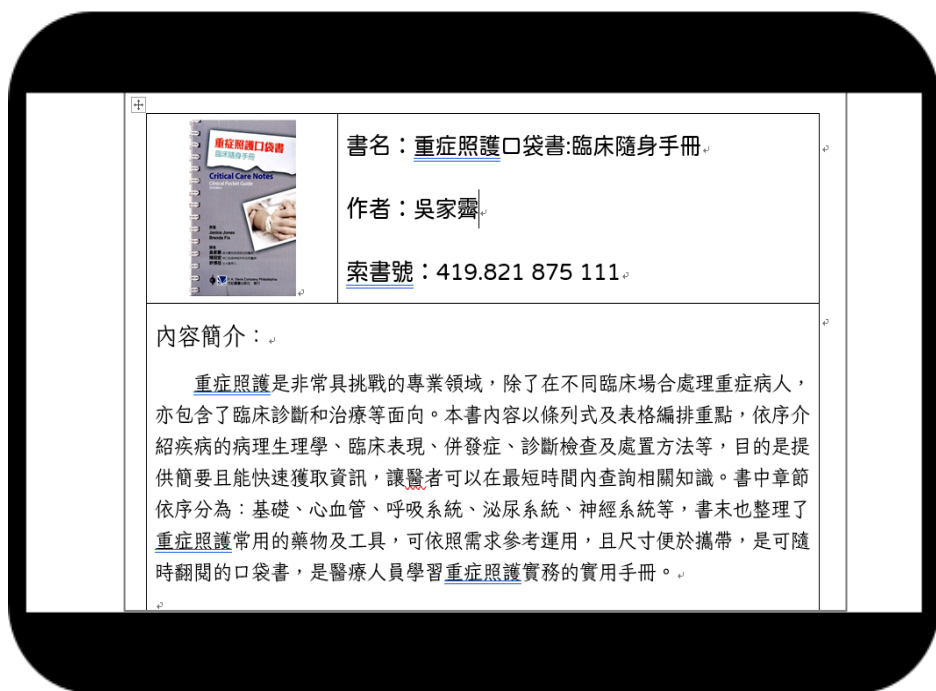 重症照護口袋書
臨床隨身手冊
Critical Care Notes
Clinical Pocket Guide
Janice Jones
Brenda Fix
書名：重症照護口袋書:臨床隨身手冊
作者：吳家霽
索書號：419.821 875 111
內容簡介：
重症照護是非常具挑戰的專業領域，除了在不同臨床場合處理重症病人，
亦包含了臨床診斷和治療等面向。本書內容以條列式及表格編排重點，依序介
紹疾病的病理生理學、臨床表現、併發症、診斷檢查及處置方法等，目的是提
供簡要且能快速獲取資訊，讓醫者可以在最短時間內查詢相關知識。書中章節
依序分為：基礎、心血管、呼吸系統、泌尿系統、神經系統等，書末也整理了
重症照護常用的藥物及工具，可依照需求參考運用，且尺寸便於攜帶，是可隨
時翻閱的口袋書，是醫療人員學習重症照護實務的實用手冊。